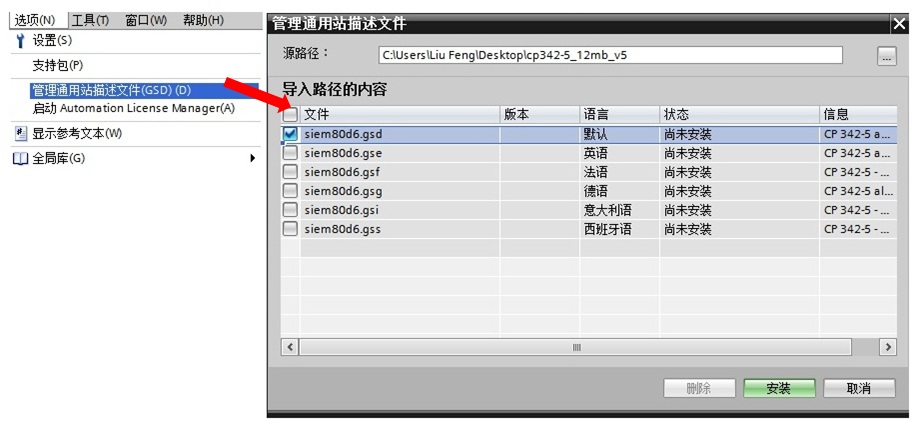 选项(N) 工具(T) 窗口(W) 帮助(H)
设置(S)
支持包(P)
管理通用站描述文件(GSD) (D)
启动 Automation License Manager(A)
显示参考文本(W)
全局库(G)
管理通用站描述文件
源路径： C:\Users\Liu Feng\Desktop\cp342-5_12mb_v5 ...
导入路径的内容
文件 版本 语言 状态 信息
siem80d6.gsd 默认 尚未安装 CP 342-5 a...
siem80d6.gse 英语 尚未安装 CP 342-5 a...
siem80d6.gsf 法语 尚未安装 CP 342-5 - ...
siem80d6.gsg 德语 尚未安装 CP 342-5 al...
siem80d6.gsi 意大利语 尚未安装 CP 342-5 - ...
siem80d6.gss 西班牙语 尚未安装 CP 342-5 - ...
删除 安装 取消